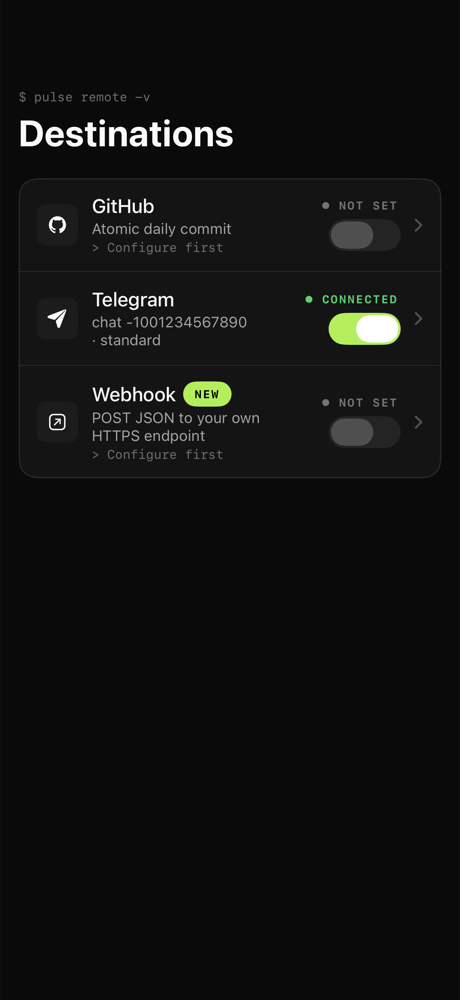 $ pulse remote —v
Destinations
GitHub
NOT SET
Atomic daily commit
> Configure first
Telegram
CONNECTED
chat -1001234567890
· standard
Webhook NEW
NOT SET
POST JSON to your own
HTTPS endpoint
> Configure first